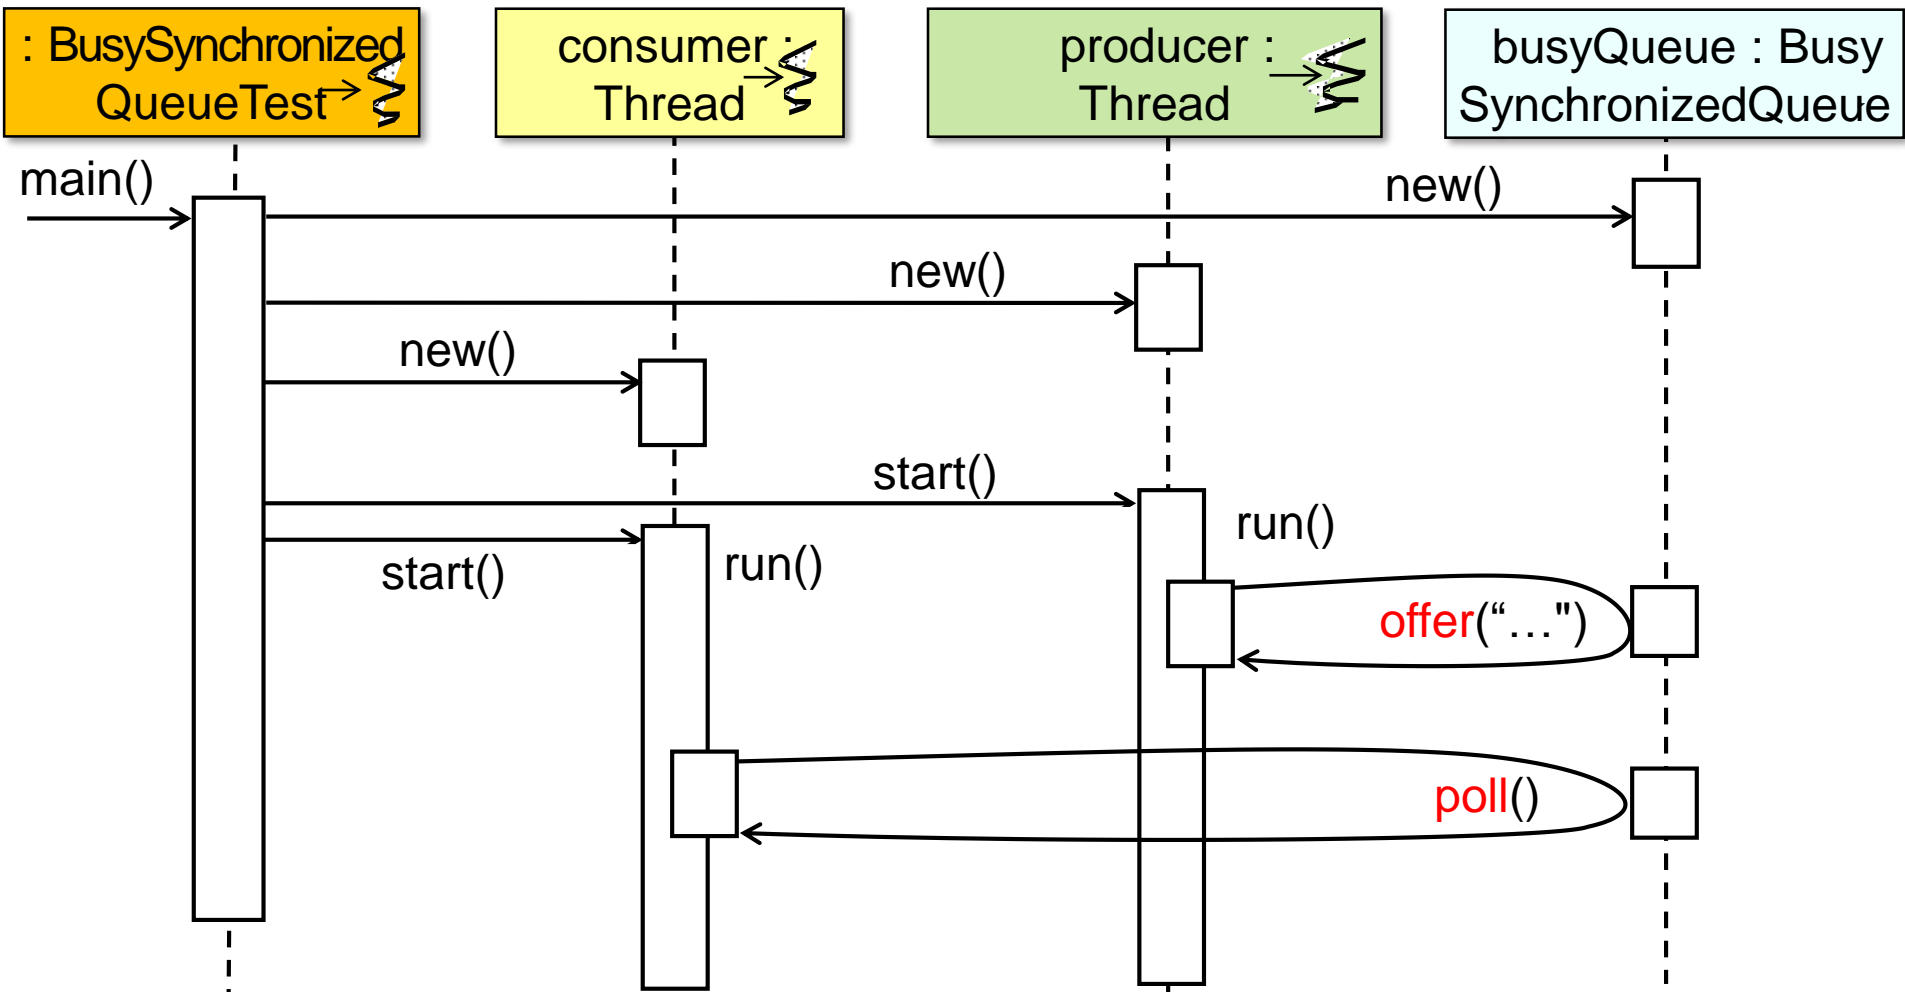 : BusySynchronized
QueueTest
consumer :
Thread
producer :
Thread
busyQueue : Busy
SynchronizedQueue
main()
new()
new()
new()
start()
run()
start()
run()
offer(“…")
poll()